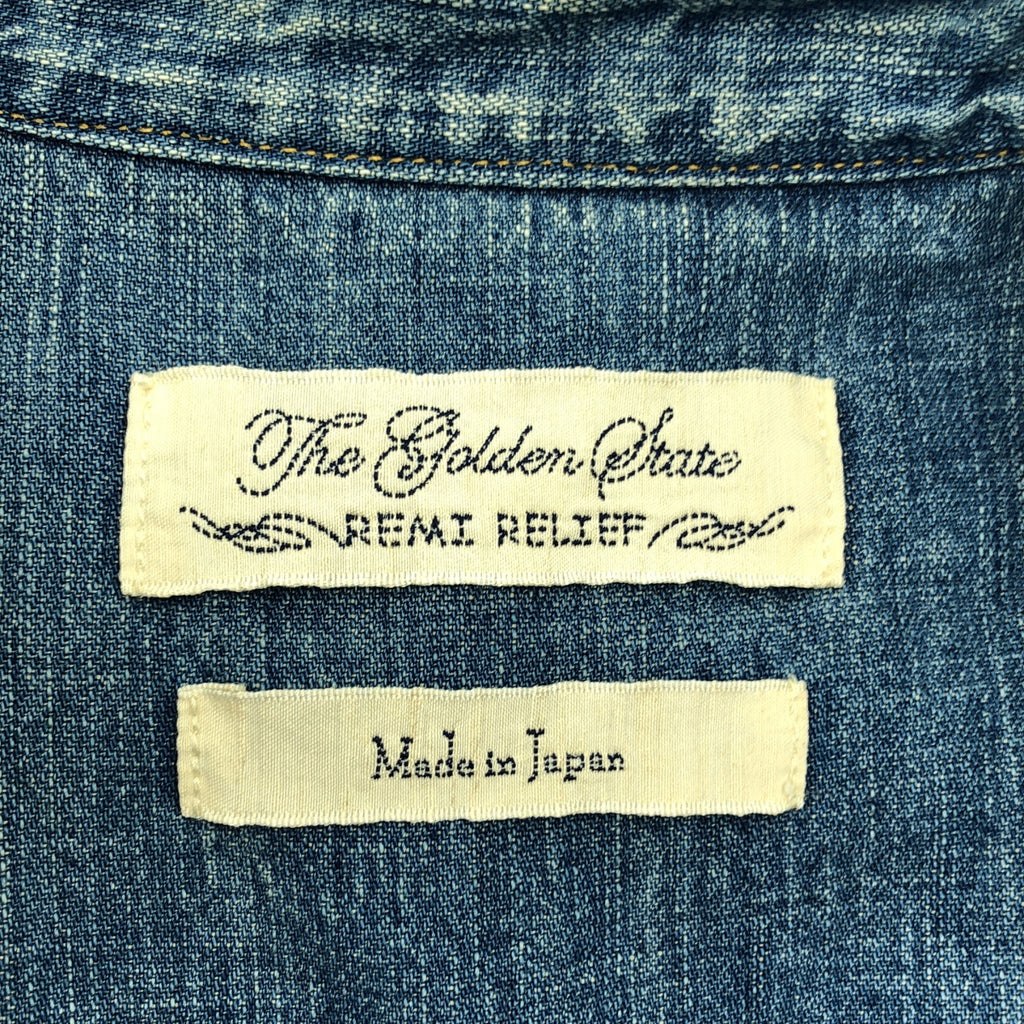 The Golden State
REMI RELIEF
Made in Japan